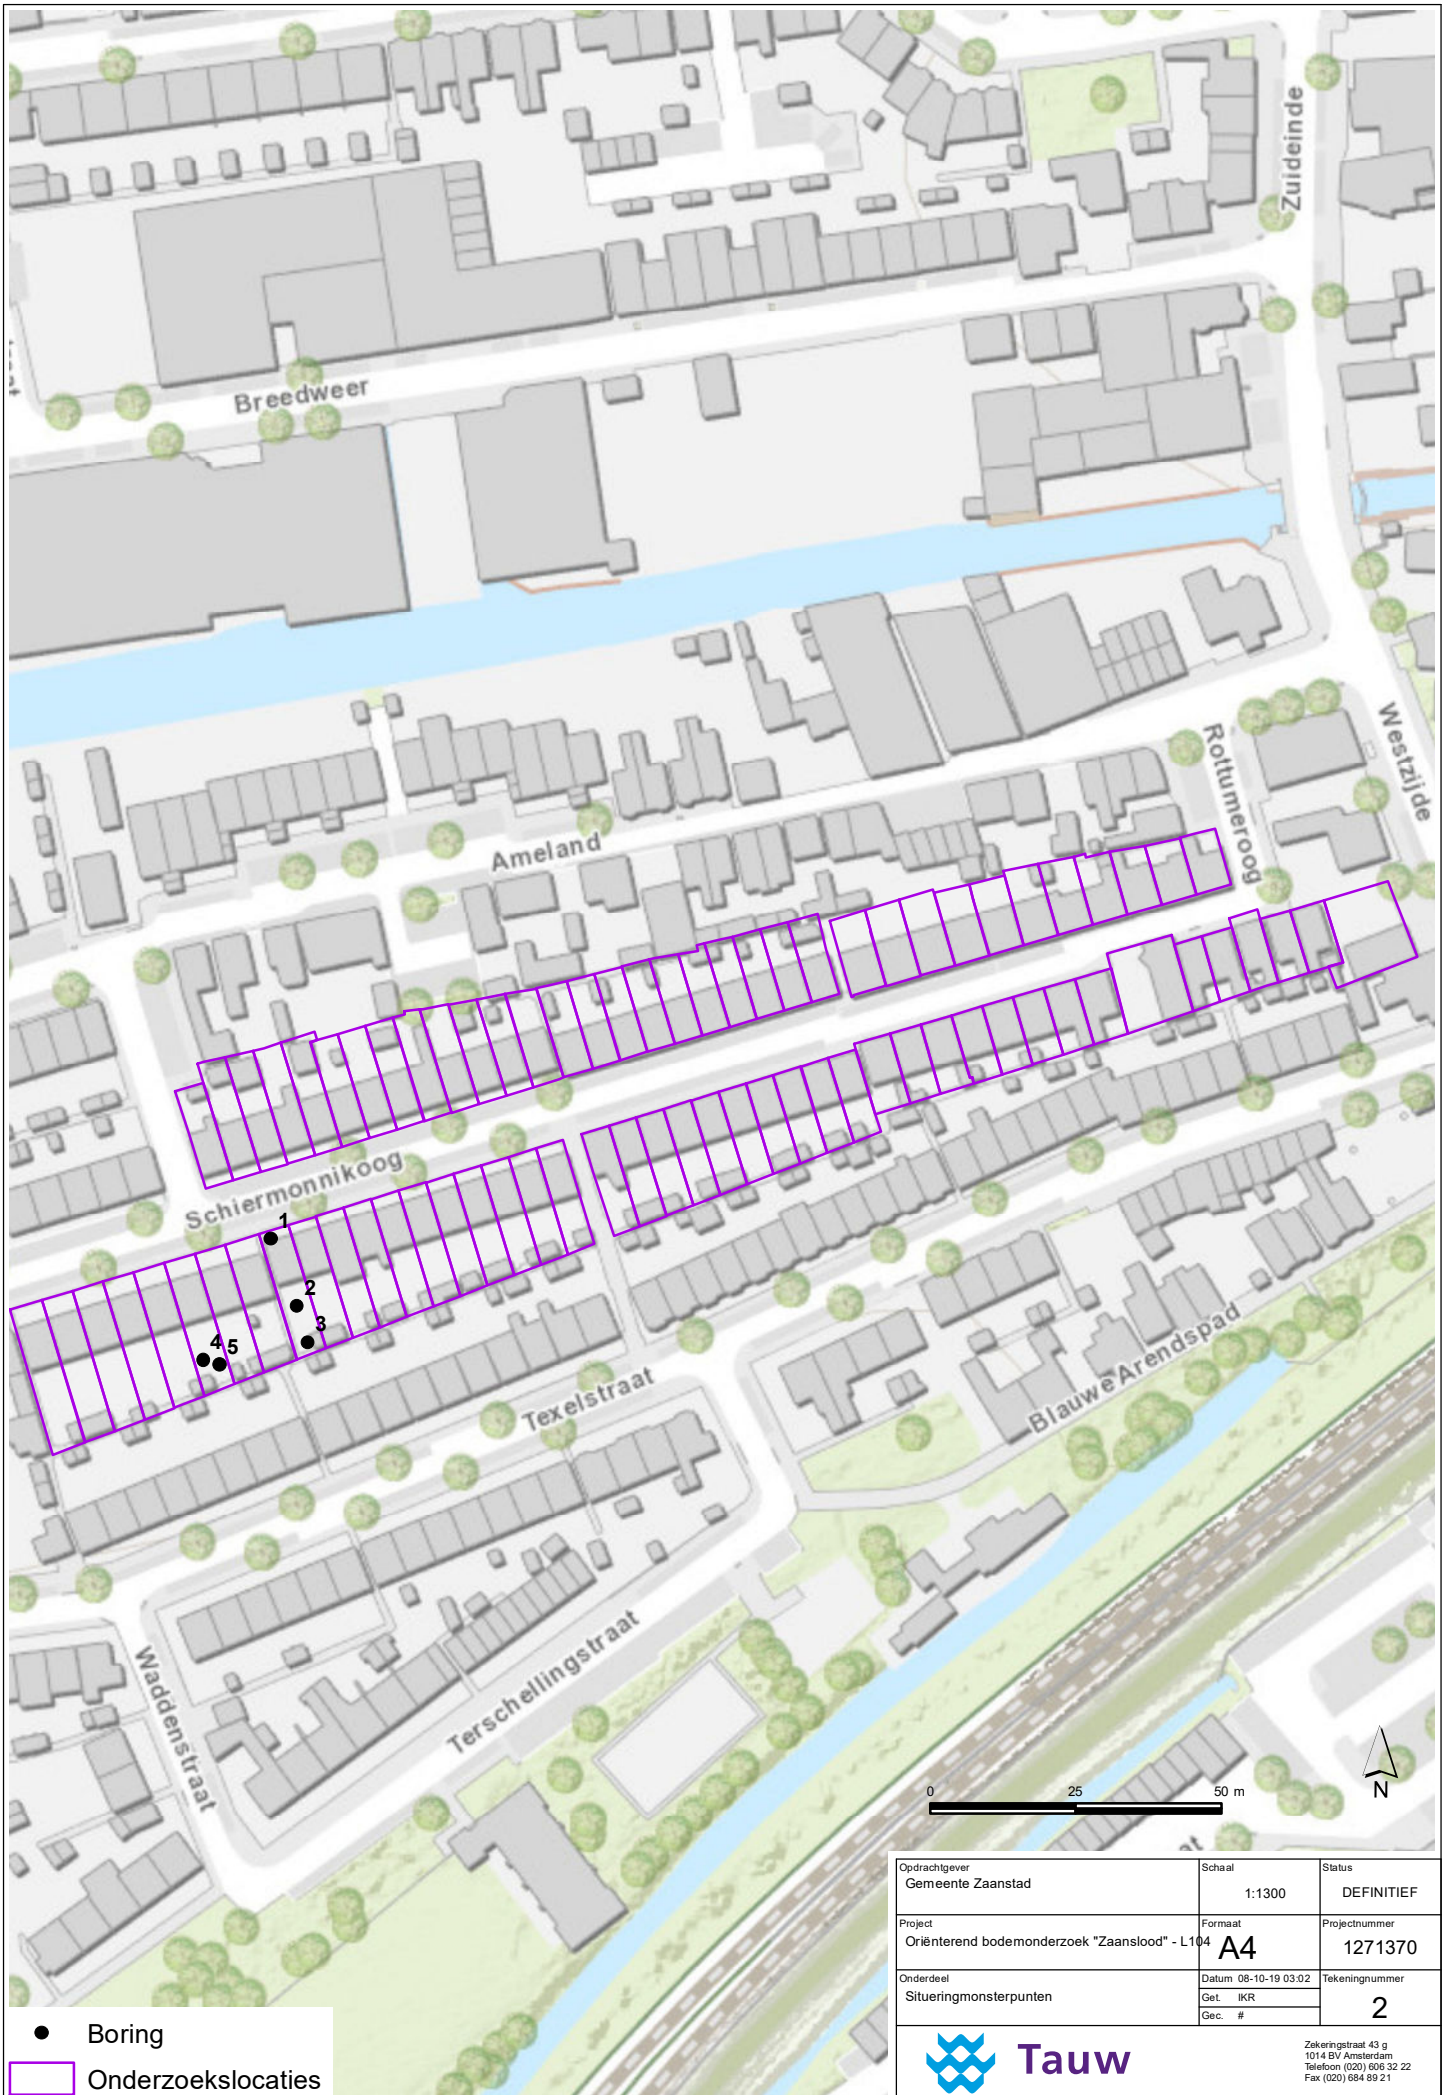 Zuideinde
Breedweer
Westzijde
Rottumeroog
Ameland
Schiermonnikoog
1
2
3
4
5
Texelstraat
Blauwe Arendspad
Waddenstraat
Terschellingstraat
0 25 50 m
N
at
Opdrachtgever
Gemeente Zaanstad
Schaal
1:1300
Status
DEFINITIEF
Project
Oriënterend bodemonderzoek "Zaanslood" - L104
Formaat
A4
Projectnummer
1271370
Onderdeel
Situeringmonsterpunten
Datum 08-10-19 03:02
Get. IKR
Gec. #
Tekeningnummer
2
Tauw
Zekeringstraat 43 g
1014 BV Amsterdam
Telefoon (020) 606 32 22
Fax (020) 684 89 21
Boring
Onderzoekslocaties